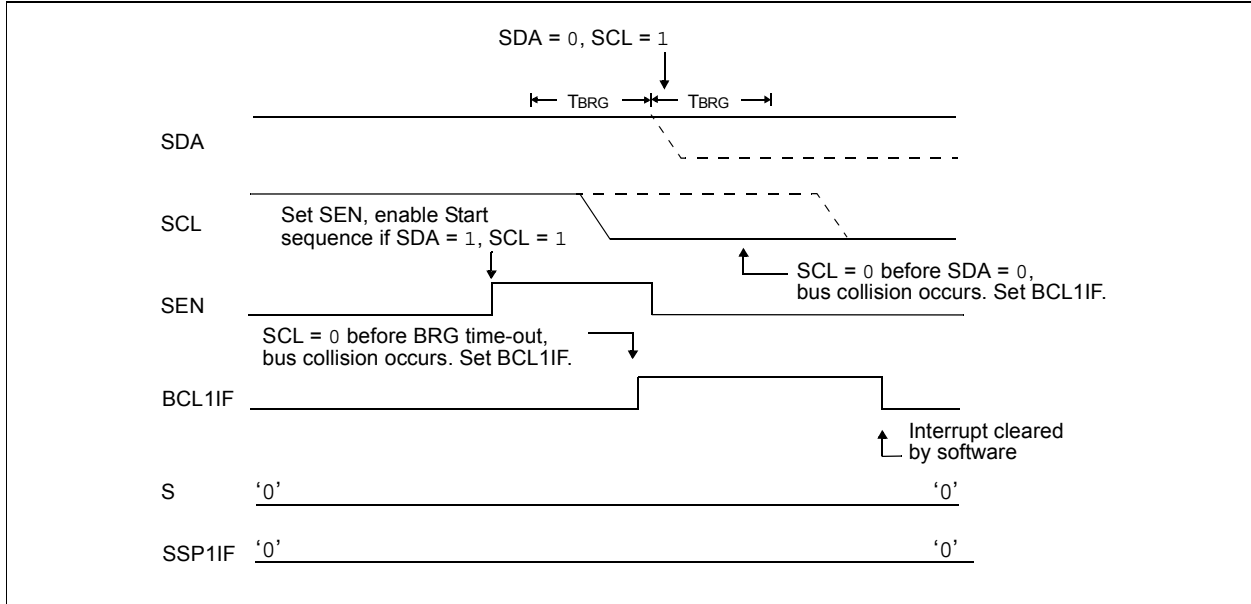 SDA = 0, SCL = 1
TBRG TBRG
SDA
SCL
Set SEN, enable Start
sequence if SDA = 1, SCL = 1
SCL = 0 before SDA = 0,
bus collision occurs. Set BCL1IF.
SEN
SCL = 0 before BRG time-out,
bus collision occurs. Set BCL1IF.
BCL1IF
Interrupt cleared
by software
S ‘0’ ‘0’
SSP1IF ‘0’ ‘0’